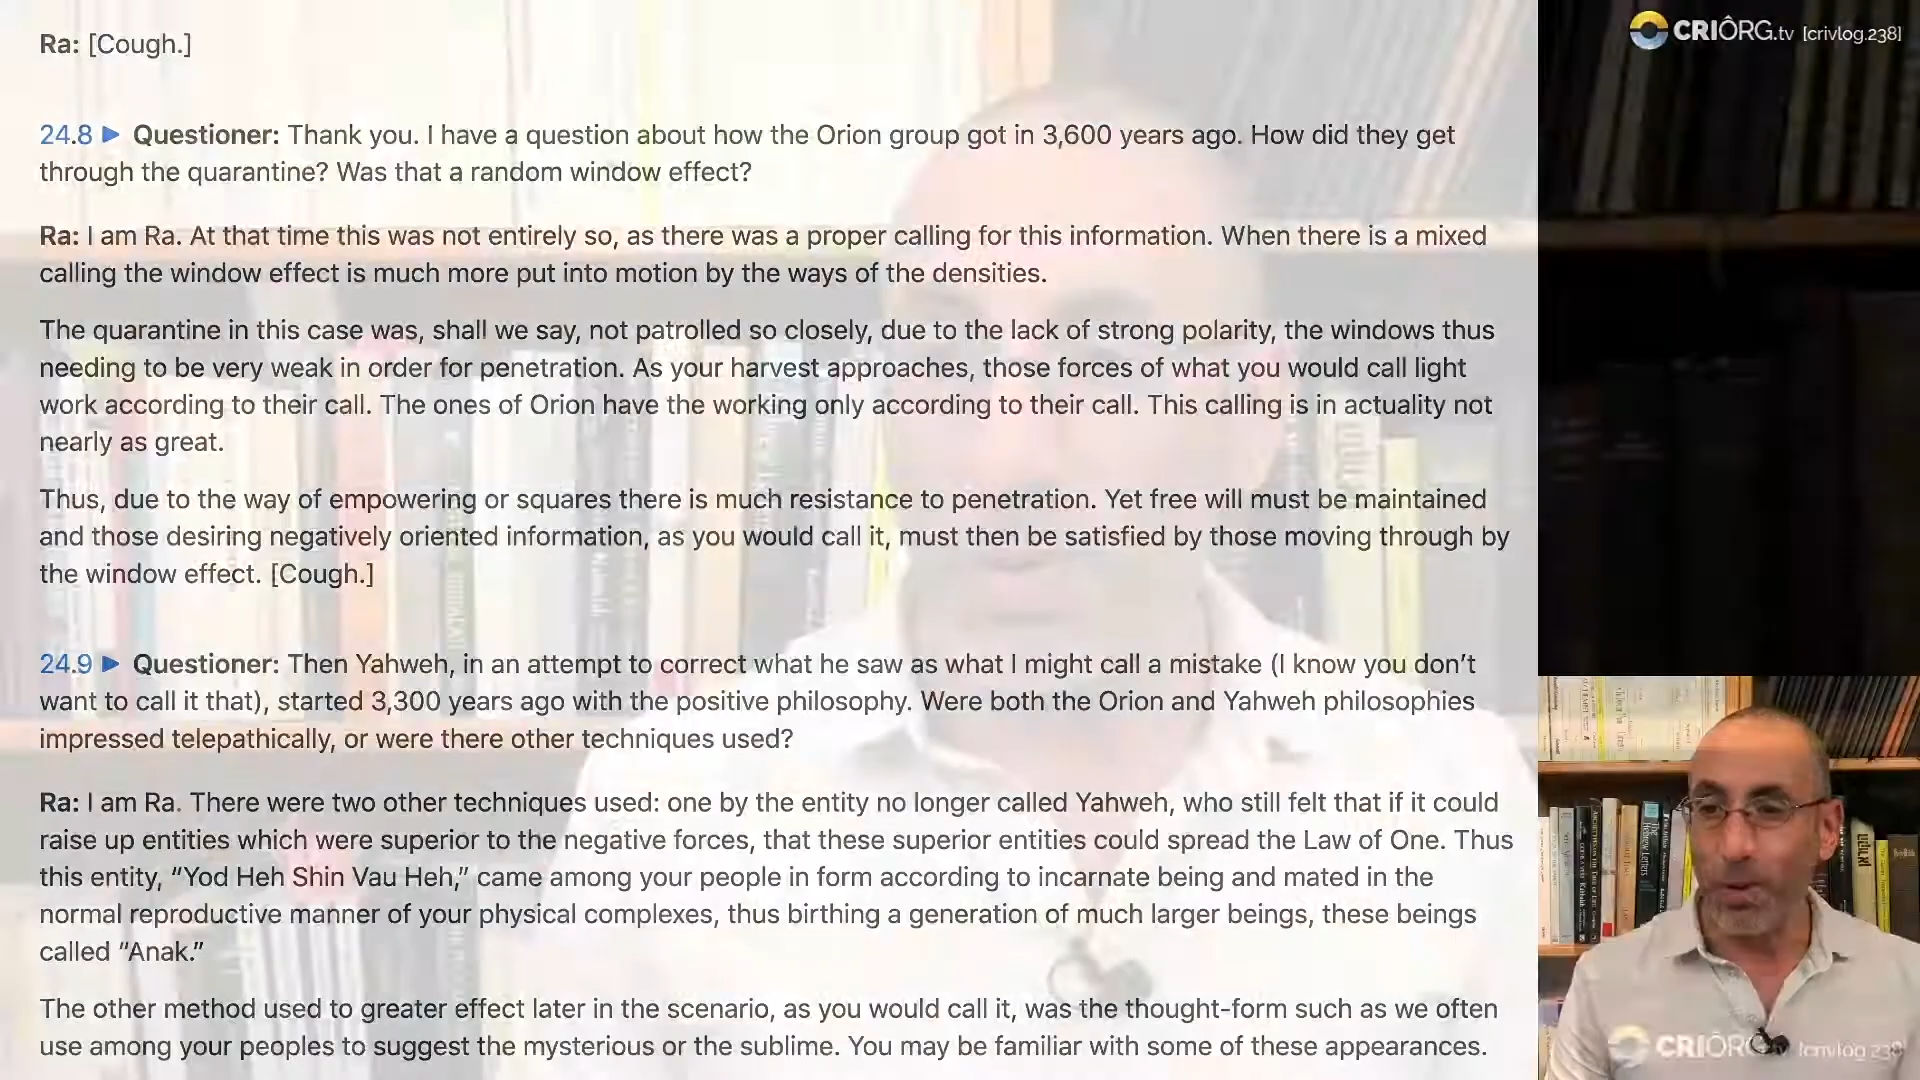 Ra: [Cough.]
CRIÔRG.tv [crivlog.238]
24.8 ► Questioner: Thank you. I have a question about how the Orion group got in 3,600 years ago. How did they get
through the quarantine? Was that a random window effect?
Ra: I am Ra. At that time this was not entirely so, as there was a proper calling for this information. When there is a mixed
calling the window effect is much more put into motion by the ways of the densities.
The quarantine in this case was, shall we say, not patrolled so closely, due to the lack of strong polarity, the windows thus
needing to be very weak in order for penetration. As your harvest approaches, those forces of what you would call light
work according to their call. The ones of Orion have the working only according to their call. This calling is in actuality not
nearly as great.
Thus, due to the way of empowering or squares there is much resistance to penetration. Yet free will must be maintained
and those desiring negatively oriented information, as you would call it, must then be satisfied by those moving through by
the window effect. [Cough.]
24.9 ► Questioner: Then Yahweh, in an attempt to correct what he saw as what I might call a mistake (I know you don’t
want to call it that), started 3,300 years ago with the positive philosophy. Were both the Orion and Yahweh philosophies
impressed telepathically, or were there other techniques used?
Ra: I am Ra. There were two other techniques used: one by the entity no longer called Yahweh, who still felt that if it could
raise up entities which were superior to the negative forces, that these superior entities could spread the Law of One. Thus
this entity, “Yod Heh Shin Vau Heh,” came among your people in form according to incarnate being and mated in the
normal reproductive manner of your physical complexes, thus birthing a generation of much larger beings, these beings
called “Anak.”
The other method used to greater effect later in the scenario, as you would call it, was the thought-form such as we often
use among your peoples to suggest the mysterious or the sublime. You may be familiar with some of these appearances.
The Hebrew Letters
CRIÔRG.tv [crivlog.238]